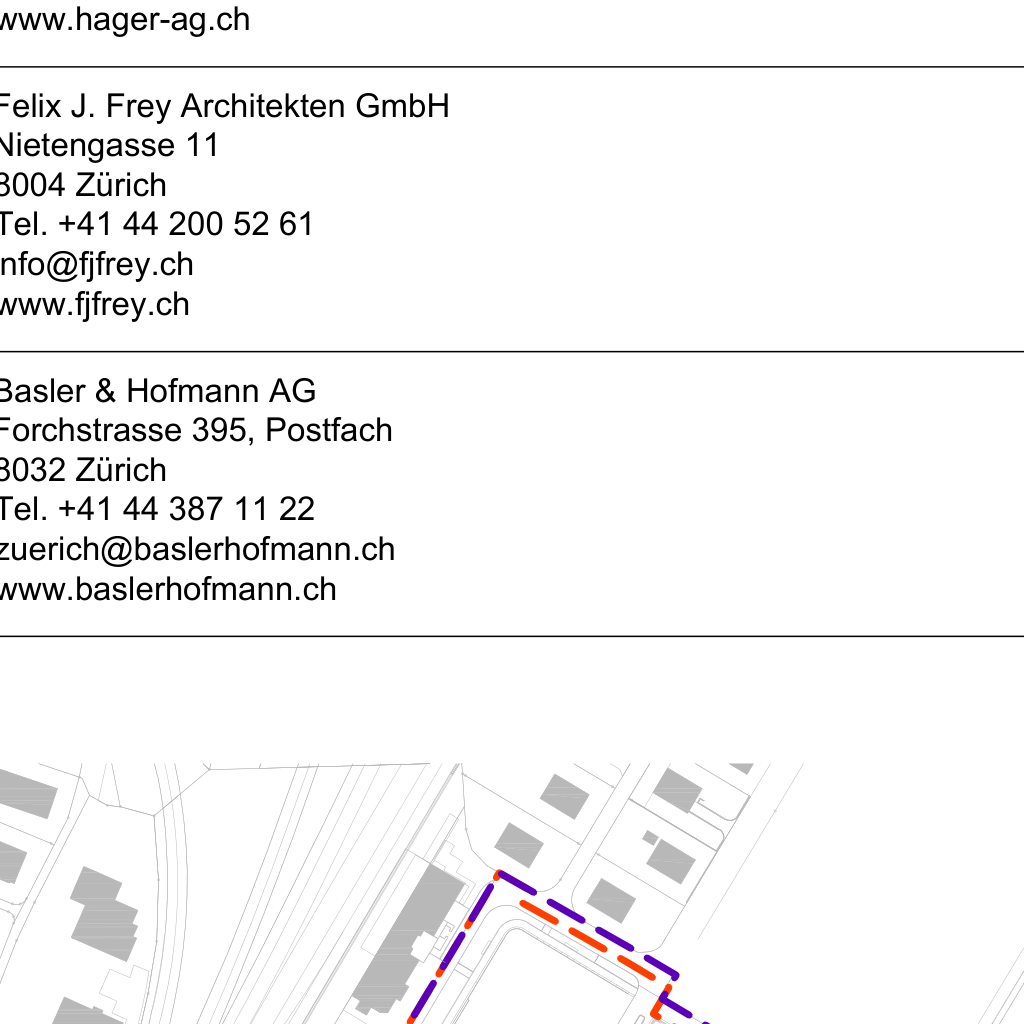 www.hager-ag.ch
Felix J. Frey Architekten GmbH
Nietengasse 11
8004 Zürich
Tel. +41 44 200 52 61
info@fjfrey.ch
www.fjfrey.ch
Basler & Hofmann AG
Forchstrasse 395, Postfach
8032 Zürich
Tel. +41 44 387 11 22
zuerich@baslerhofmann.ch
www.baslerhofmann.ch